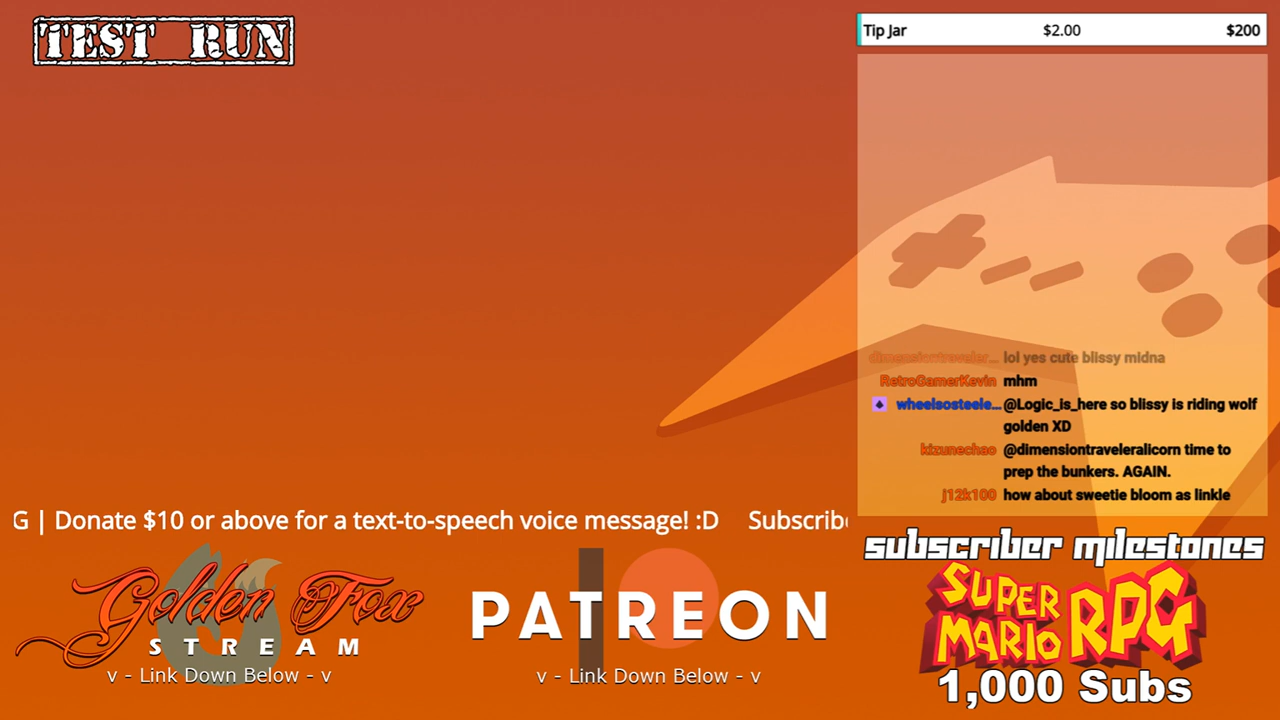 TEST RUN
Tip Jar $2.00 $200
dimensiontraveler... lol yes cute blissy midna
RetroGamerKevin mhm
wheelsosteele... @Logic_is_here so blissy is riding wolf
golden XD
kizunechao @dimensiontraveleralicorn time to
prep the bunkers. AGAIN.
j12k100 how about sweetie bloom as linkle
G | Donate $10 or above for a text-to-speech voice message! :D Subscribe
subscriber milestones
SUPER
MARIO RPG
1,000 Subs
Golden Fox
STREAM
v - Link Down Below - v
PATREON
v - Link Down Below - v